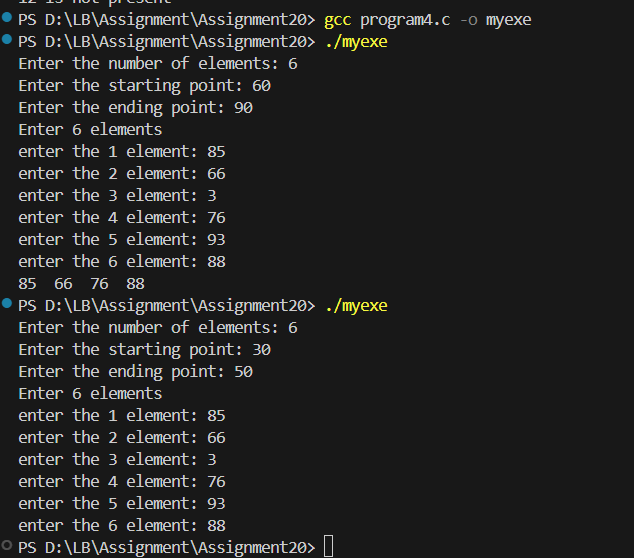 12 is not present
PS D:\LB\Assignment\Assignment20> gcc program4.c -o myexe
PS D:\LB\Assignment\Assignment20> ./myexe
Enter the number of elements: 6
Enter the starting point: 60
Enter the ending point: 90
Enter 6 elements
enter the 1 element: 85
enter the 2 element: 66
enter the 3 element: 3
enter the 4 element: 76
enter the 5 element: 93
enter the 6 element: 88
85  66  76  88
PS D:\LB\Assignment\Assignment20> ./myexe
Enter the number of elements: 6
Enter the starting point: 30
Enter the ending point: 50
Enter 6 elements
enter the 1 element: 85
enter the 2 element: 66
enter the 3 element: 3
enter the 4 element: 76
enter the 5 element: 93
enter the 6 element: 88
PS D:\LB\Assignment\Assignment20>